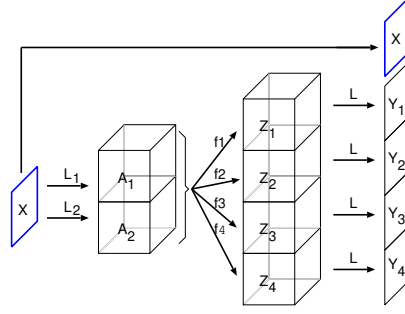 X
L Y₁
f1 Z₁
L₁ A₁ f2 L Y₂
Z₂
X L₂ f3 L Y₃
A₂ f4 Z₃
L Y₄
Z₄